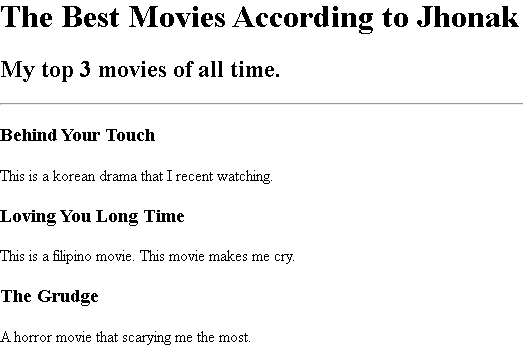 The Best Movies According to Jhonak
My top 3 movies of all time.
Behind Your Touch
This is a korean drama that I recent watching.
Loving You Long Time
This is a filipino movie. This movie makes me cry.
The Grudge
A horror movie that scarying me the most.